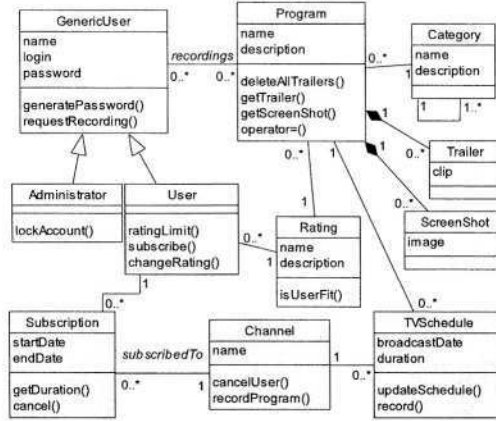 GenericUser
name
login
password
generatePassword()
requestRecording()
recordings
0..*
0..*
Program
name
description
deleteAllTrailers()
getTrailer()
getScreenShot()
operator=()
0..*
1
Category
name
description
1
1..*
1
0..*
Trailer
clip
1
0..*
ScreenShot
image
Administrator
lockAccount()
User
ratingLimit()
subscribe()
changeRating()
0..*
1
0..*
1
Rating
name
description
isUserFit()
1
0..*
1
0..*
Subscription
startDate
endDate
getDuration()
cancel()
subscribedTo
0..*
1
Channel
name
cancelUser()
recordProgram()
1
0..*
TVSchedule
broadcastDate
duration
updateSchedule()
record()